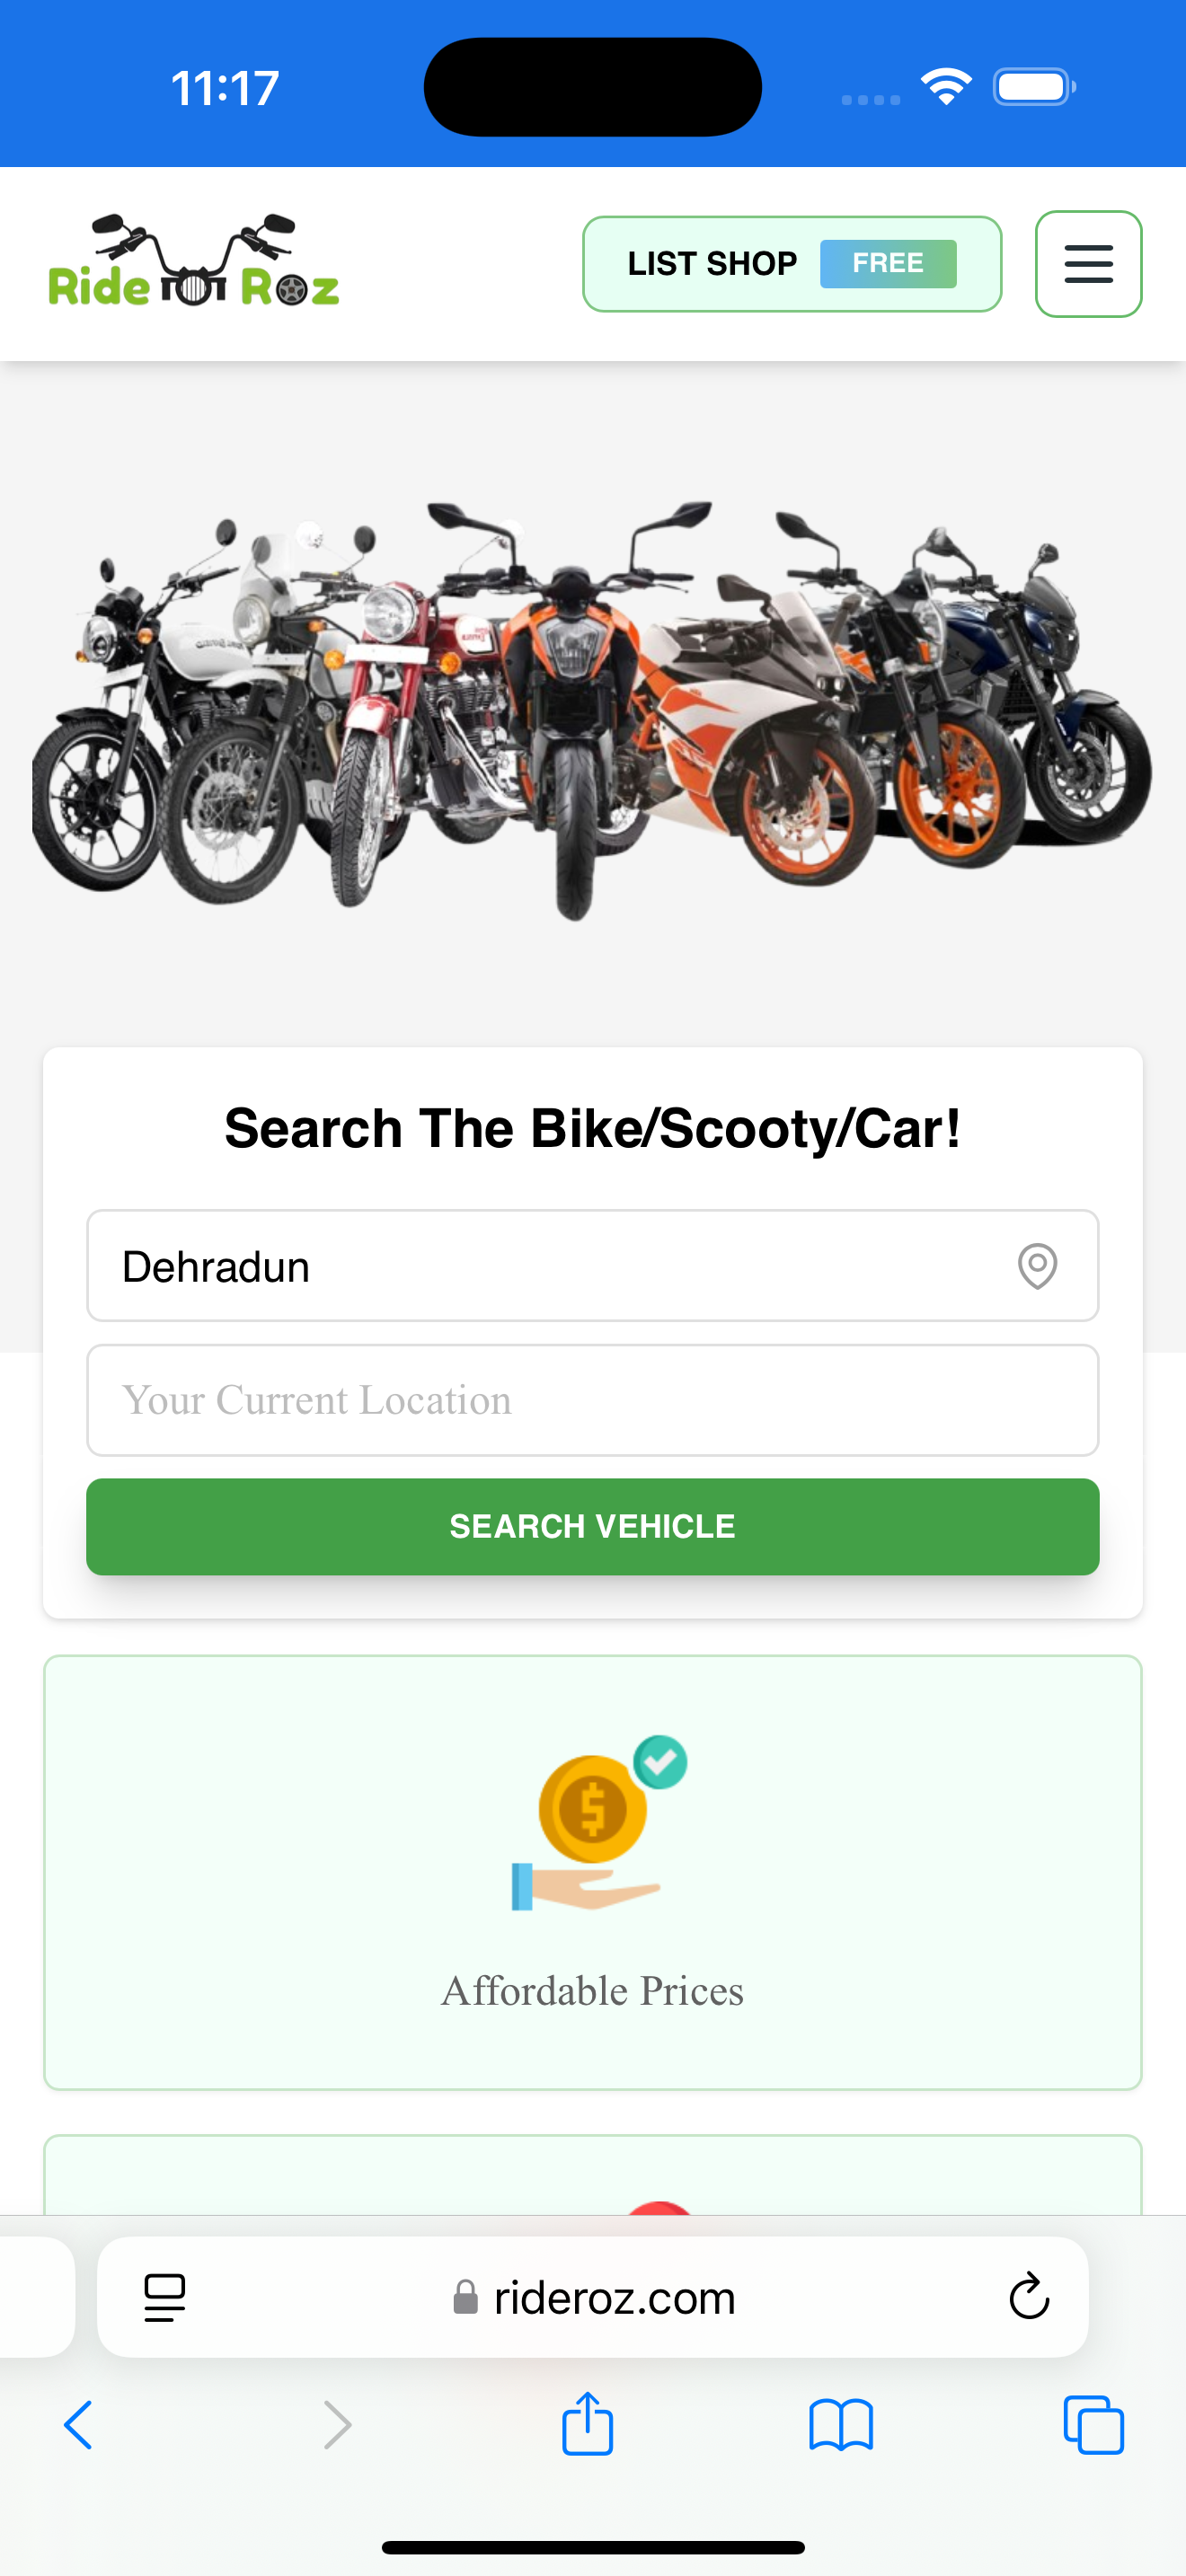 11:17
Ride Roz
LIST SHOP FREE
Search The Bike/Scooty/Car!
Dehradun
Your Current Location
SEARCH VEHICLE
$
Affordable Prices
rideroz.com